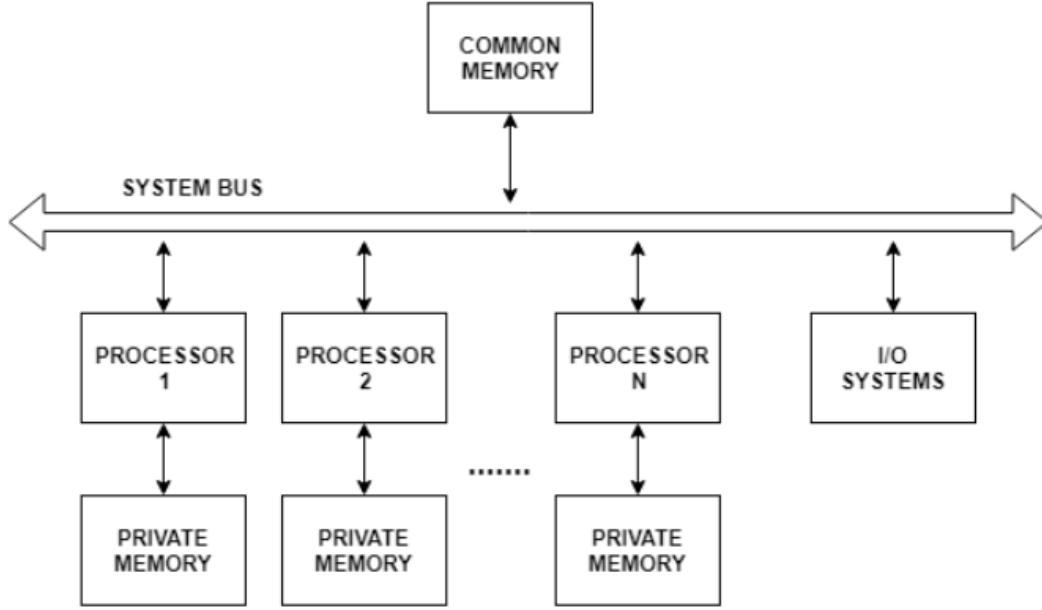 COMMON
MEMORY
SYSTEM BUS
PROCESSOR
1
PROCESSOR
2
PROCESSOR
N
I/O
SYSTEMS
.......
PRIVATE
MEMORY
PRIVATE
MEMORY
PRIVATE
MEMORY